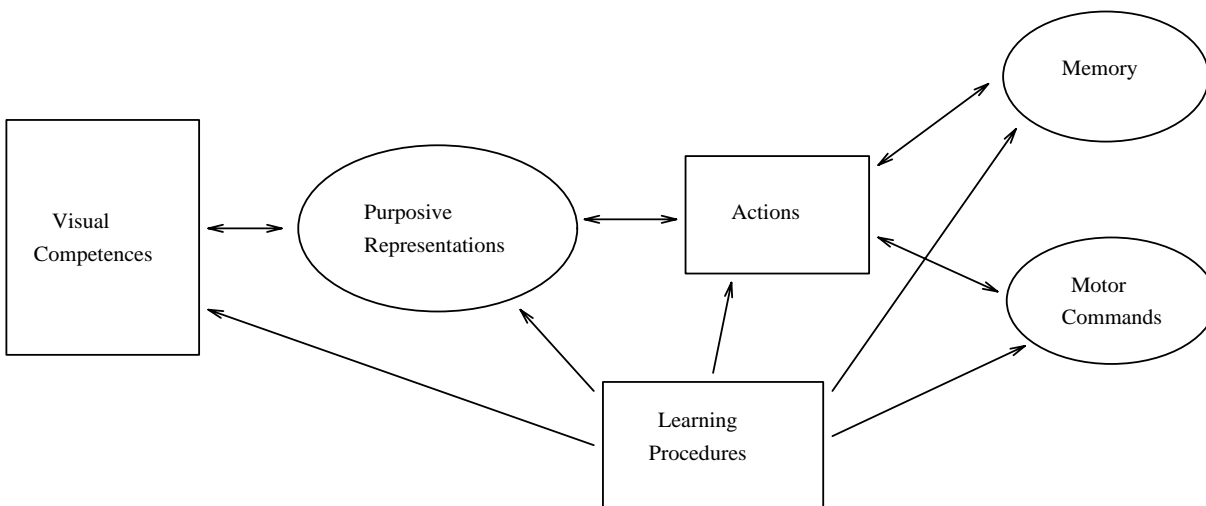 Memory
Visual
Competences
Purposive
Representations
Actions
Motor
Commands
Learning
Procedures